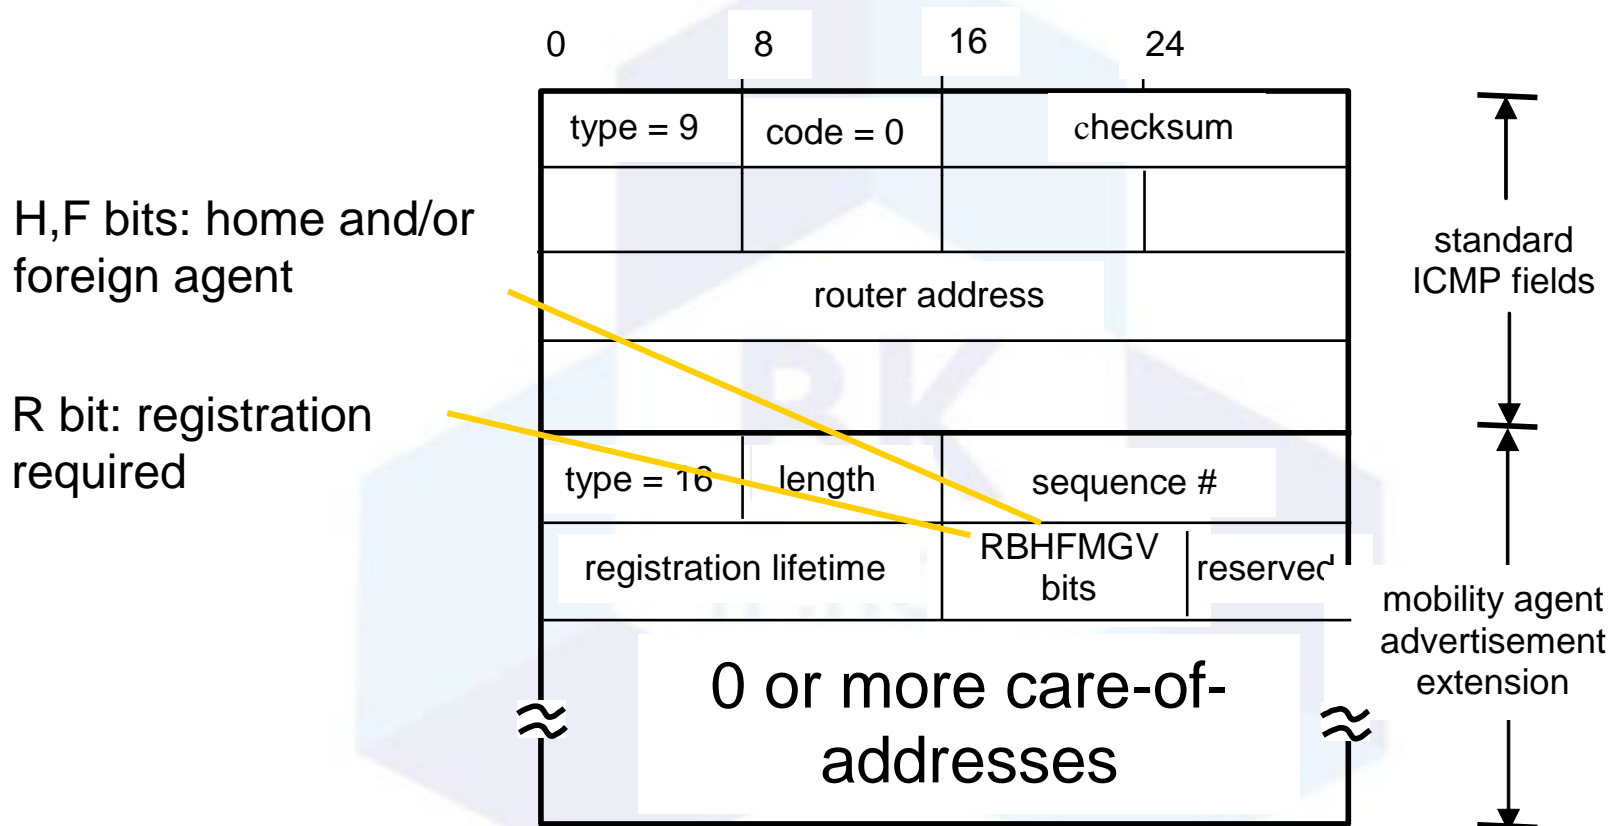 0 8 16 24
type = 9 code = 0 checksum
H,F bits: home and/or
foreign agent
standard
ICMP fields
router address
RK
R bit: registration
required
type = 16 length sequence #
registration lifetime RBHFMGV
bits
reserved
mobility agent
advertisement
extension
0 or more care-of-
addresses